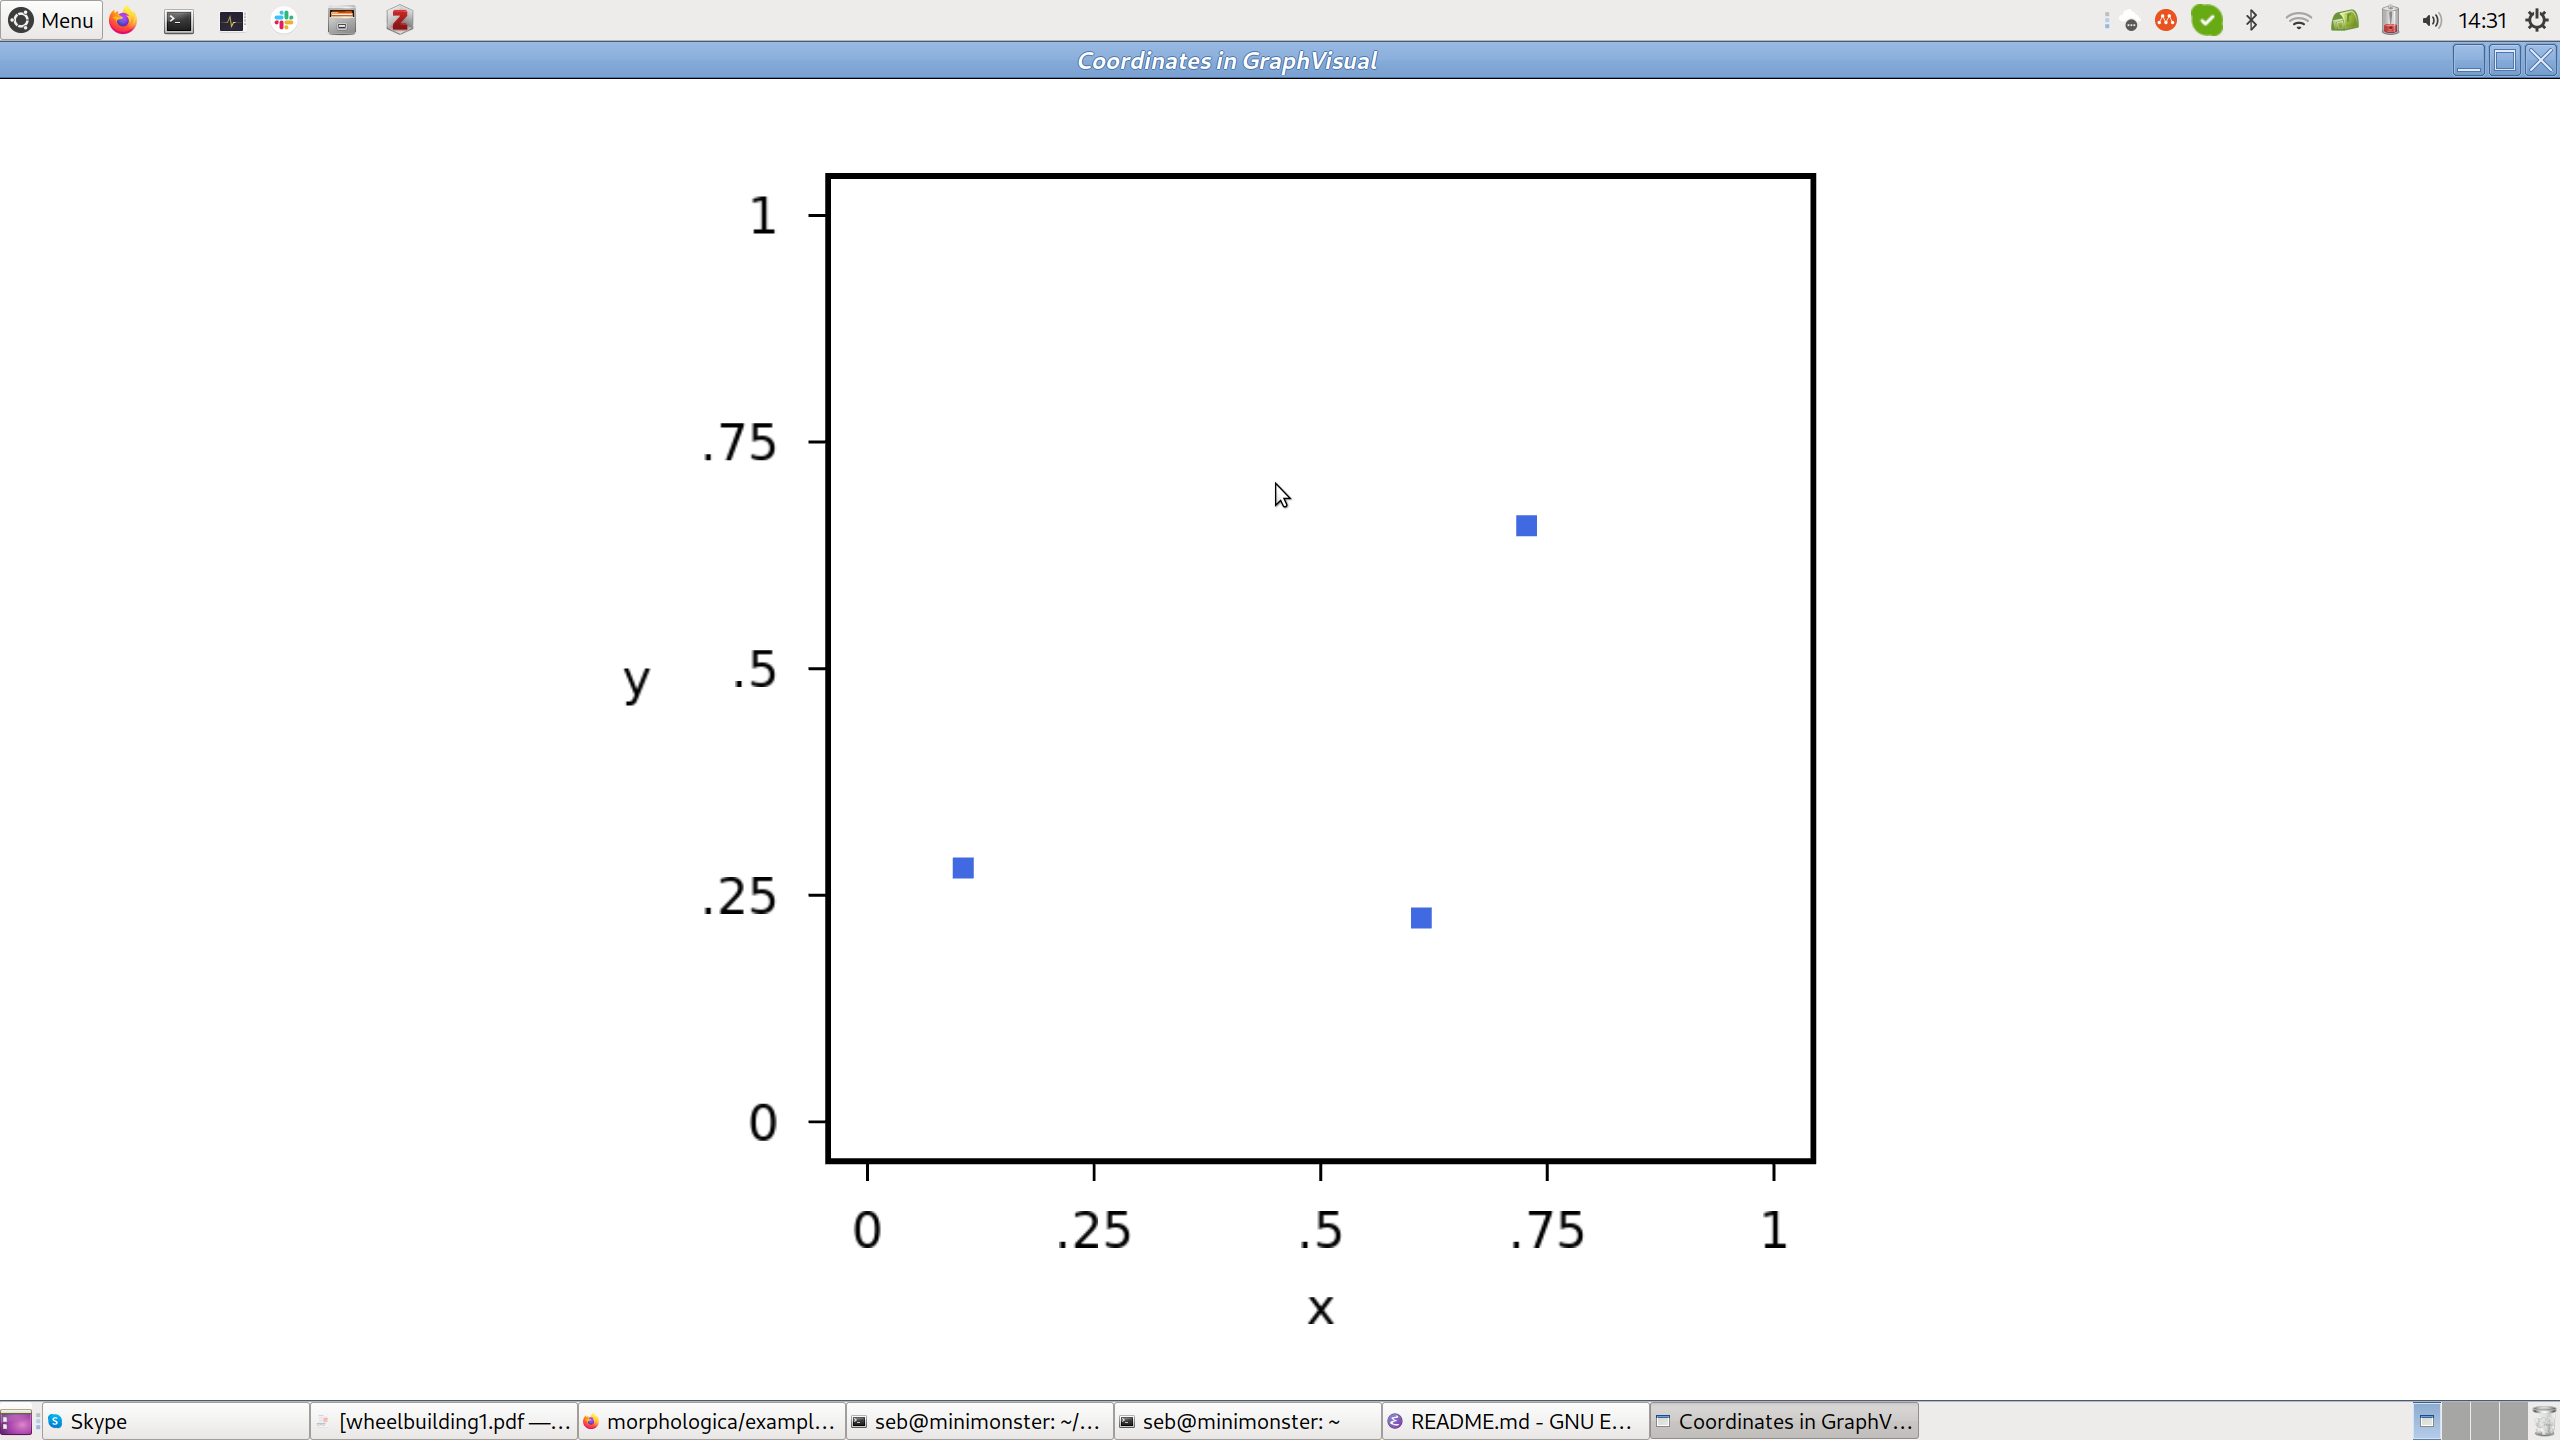 Menu
14:31
Coordinates in GraphVisual
1
.75
.5
y
.25
0
0 .25 .5 .75 1
x
Skype
[wheelbuilding1.pdf —...
morphologica/exampl...
seb@minimonster: ~/...
seb@minimonster: ~
README.md - GNU E...
Coordinates in GraphV...